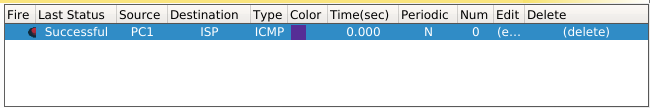 Fire Last Status Source Destination Type Color Time(sec) Periodic Num Edit Delete
Successful PC1 ISP ICMP 0.000 N 0 (e... (delete)